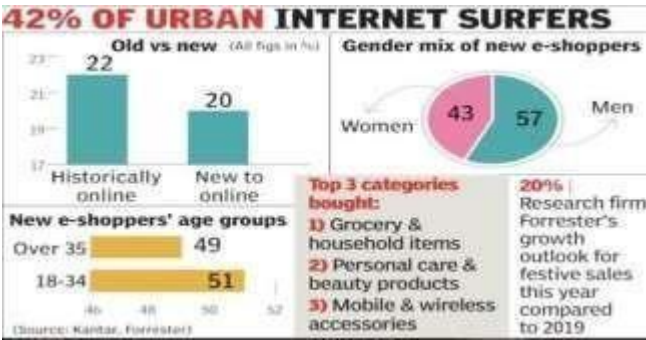 42% OF URBAN INTERNET SURFERS
Old vs new (All figs in %)
23
21
19
17
22
20
Historically
online
New to
online
Gender mix of new e-shoppers
Women
43
57
Men
New e-shoppers' age groups
Over 35
49
18-34
51
46
48
50
52
(Source: Kantar, Forrester)
Top 3 categories
bought:
1) Grocery &
household items
2) Personal care &
beauty products
3) Mobile & wireless
accessories
20%
Research firm
Forrester's
growth
outlook for
festive sales
this year
compared
to 2019